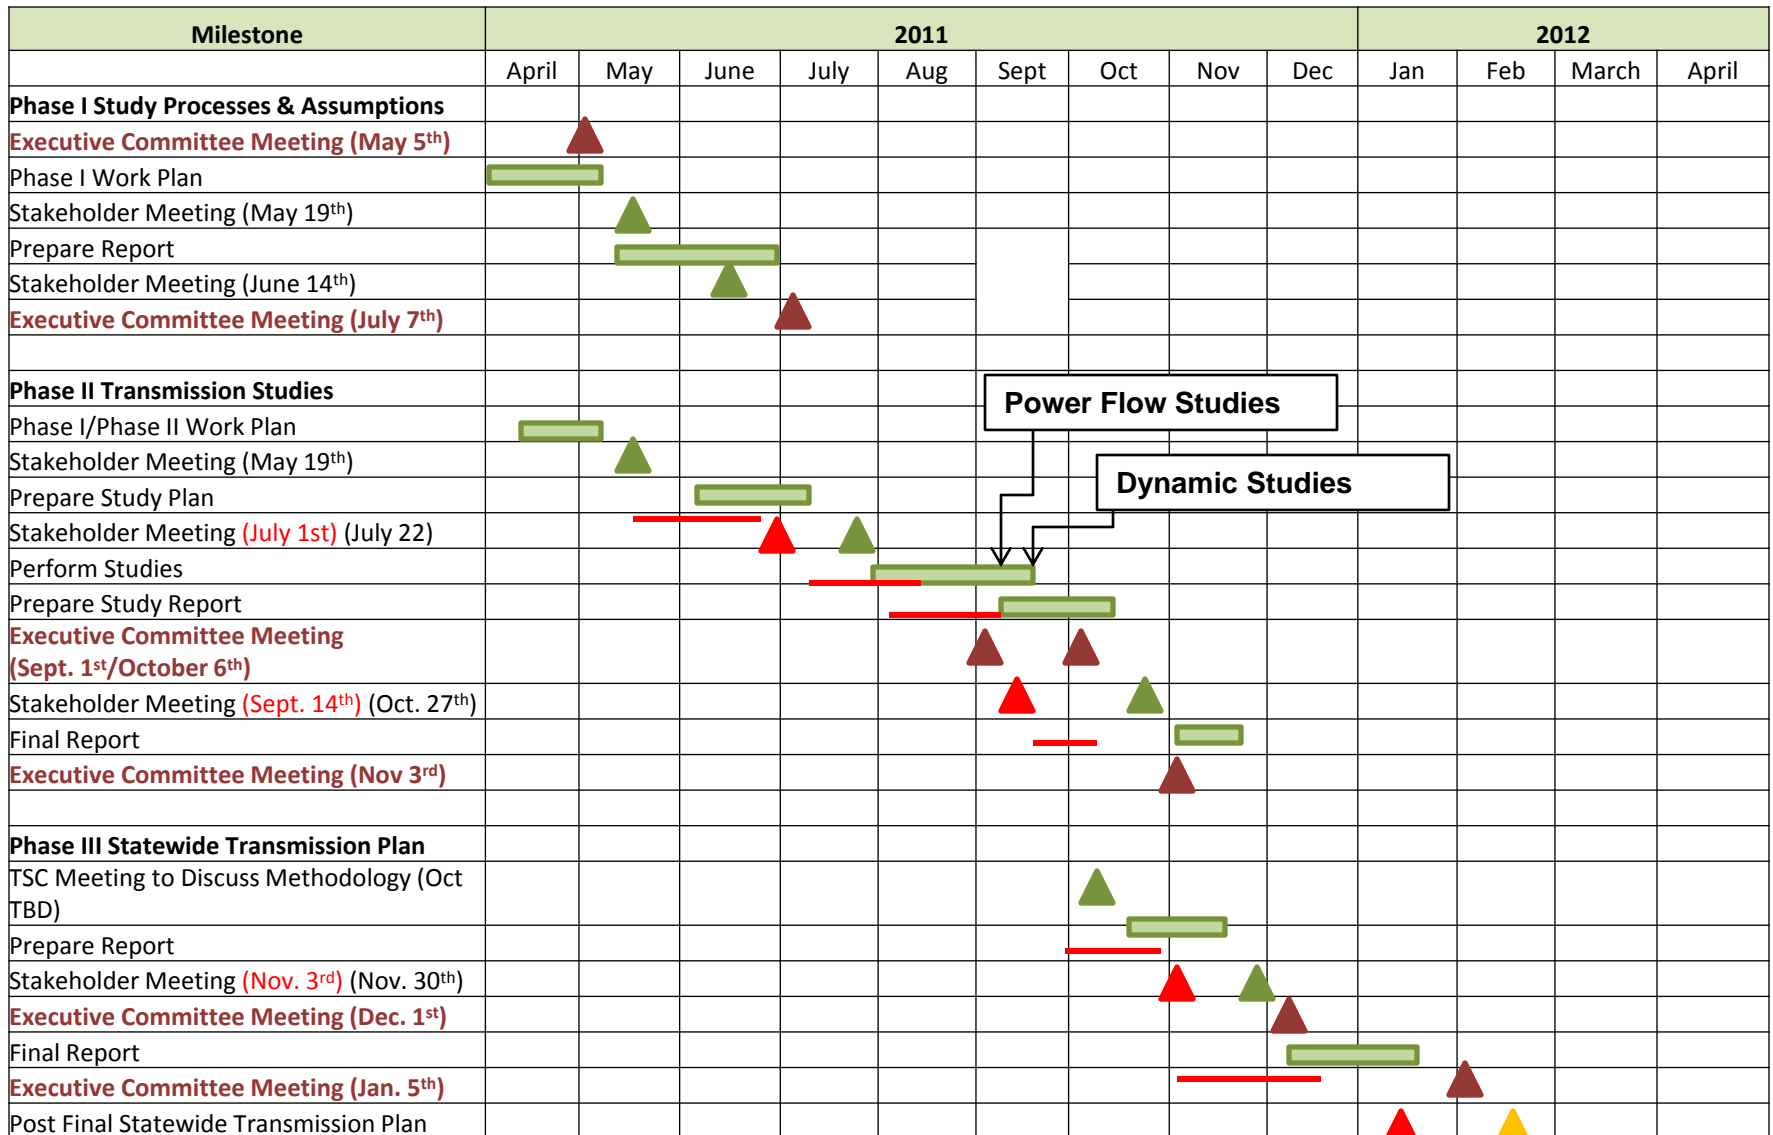 Milestone 2011 2012
April May June July Aug Sept Oct Nov Dec Jan Feb March April
Phase I Study Processes & Assumptions
Executive Committee Meeting (May 5th)
Phase I Work Plan
Stakeholder Meeting (May 19th)
Prepare Report
Stakeholder Meeting (June 14th)
Executive Committee Meeting (July 7th)
Phase II Transmission Studies
Power Flow Studies
Phase I/Phase II Work Plan
Stakeholder Meeting (May 19th)
Dynamic Studies
Prepare Study Plan
Stakeholder Meeting (July 1st) (July 22)
Perform Studies
Prepare Study Report
Executive Committee Meeting
(Sept. 1st/October 6th)
Stakeholder Meeting (Sept. 14th) (Oct. 27th)
Final Report
Executive Committee Meeting (Nov 3rd)
Phase III Statewide Transmission Plan
TSC Meeting to Discuss Methodology (Oct
TBD)
Prepare Report
Stakeholder Meeting (Nov. 3rd) (Nov. 30th)
Executive Committee Meeting (Dec. 1st)
Final Report
Executive Committee Meeting (Jan. 5th)
Post Final Statewide Transmission Plan